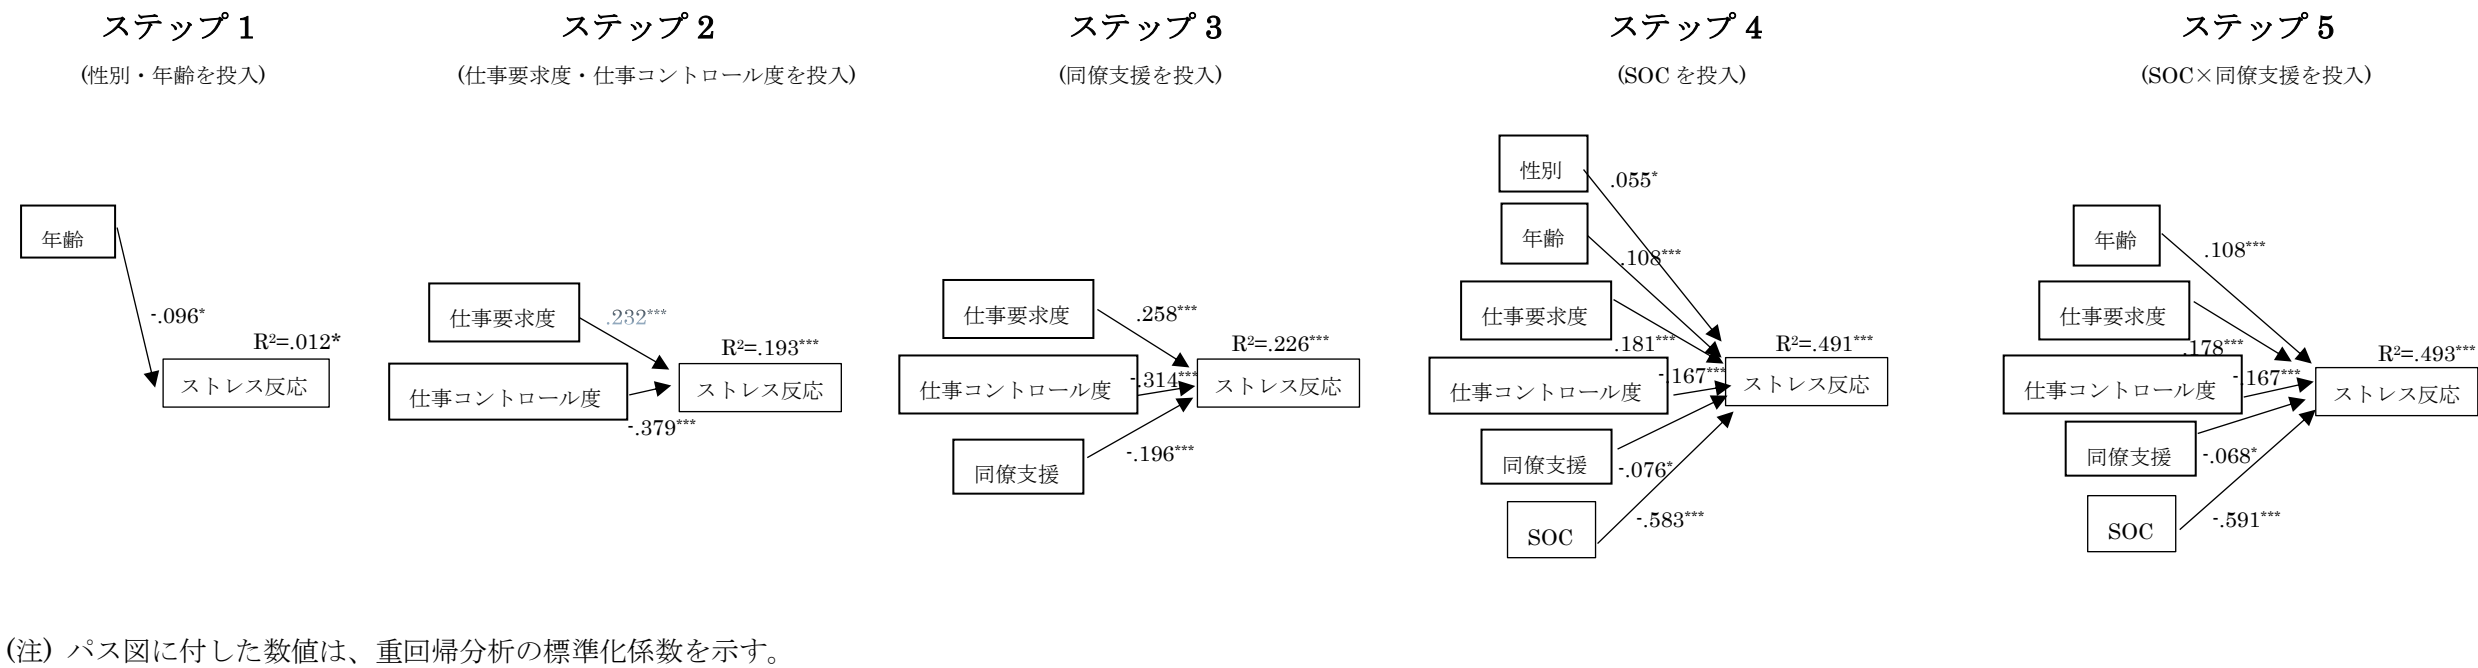 ステップ 1
(性別・年齢を投入)
年齢
-.096*
R²=.012*
ストレス反応
ステップ 2
(仕事要求度・仕事コントロール度を投入)
仕事要求度
.232***
R²=.193***
仕事コントロール度
ストレス反応
-.379***
ステップ 3
(同僚支援を投入)
仕事要求度
.258***
R²=.226***
仕事コントロール度
-.314***
ストレス反応
同僚支援
-.196***
ステップ 4
(SOC を投入)
性別
.055*
年齢
.108***
仕事要求度
.181***
R²=.491***
仕事コントロール度
-.167***
ストレス反応
同僚支援
-.076*
SOC
-.583***
ステップ 5
(SOC×同僚支援を投入)
年齢
.108***
仕事要求度
.178***
R²=.493***
仕事コントロール度
-.167***
ストレス反応
同僚支援
-.068*
SOC
-.591***
(注) パス図に付した数値は、重回帰分析の標準化係数を示す。